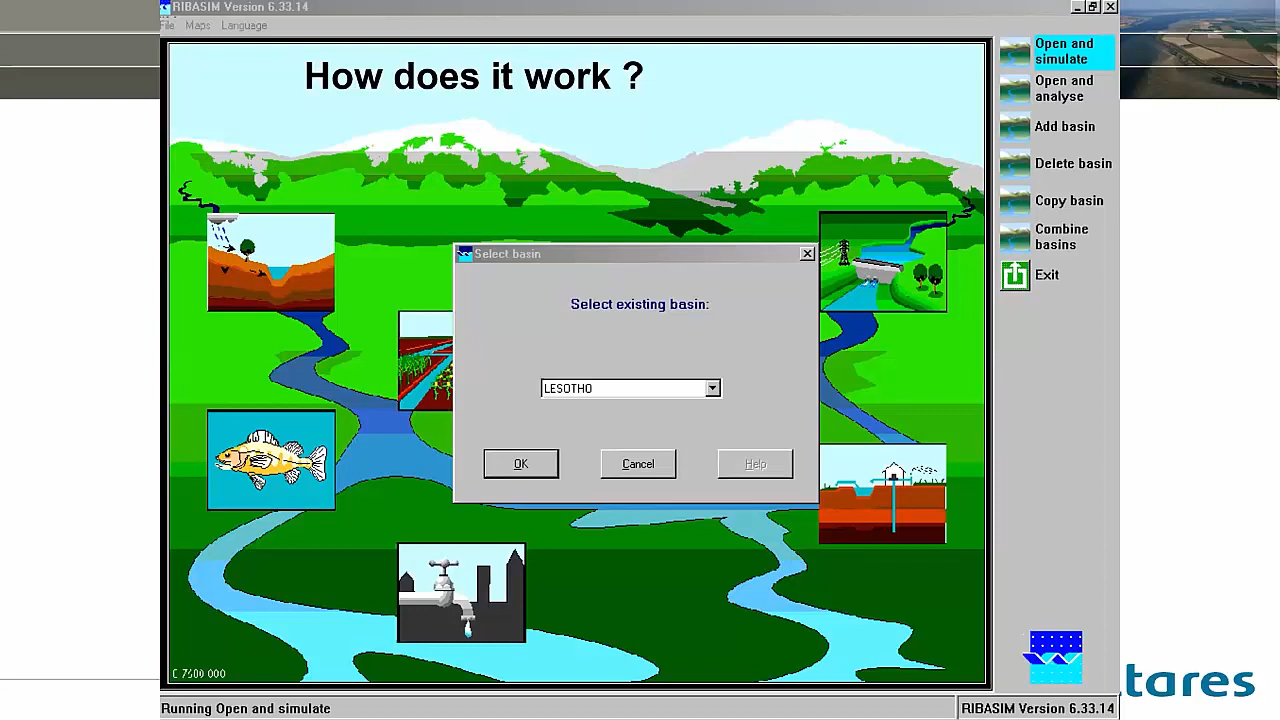 RIBASIM Version 6.33.14
File Maps Language
How does it work ?
Open and
simulate
Open and
analyse
Add basin
Delete basin
Copy basin
Combine
basins
Exit
Select basin
Select existing basin:
LESOTHO
OK Cancel Help
C 7600 000
tares
Running Open and simulate
RIBASIM Version 6.33.14